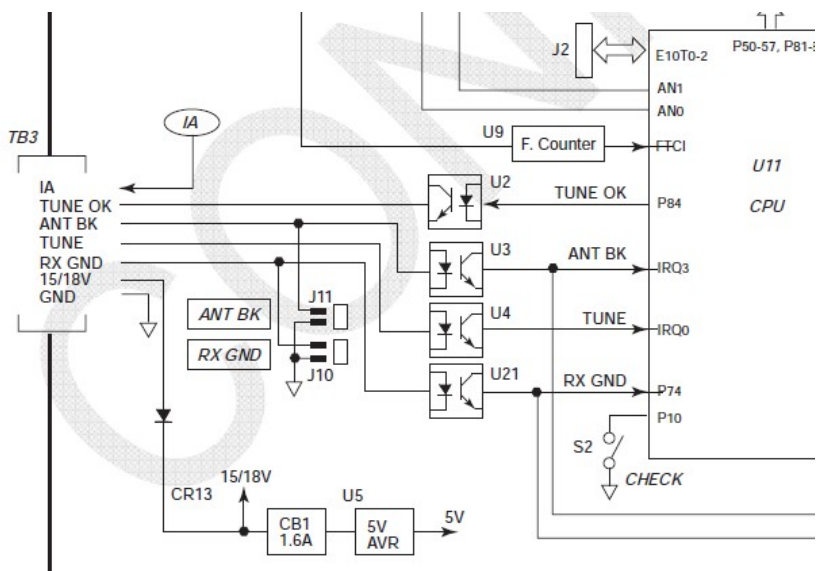 J2
E10T0-2
P50-57, P81-8
AN1
AN0
TB3
IA
U9
F. Counter
FTCI
U11
CPU
IA
TUNE OK
ANT BK
TUNE
RX GND
15/18V
GND
U2
TUNE OK
P84
U3
ANT BK
IRQ3
J11
ANT BK
U4
TUNE
IRQ0
RX GND
J10
U21
RX GND
P74
P10
S2
CHECK
CR13
15/18V
CB1
1.6A
U5
5V
AVR
5V